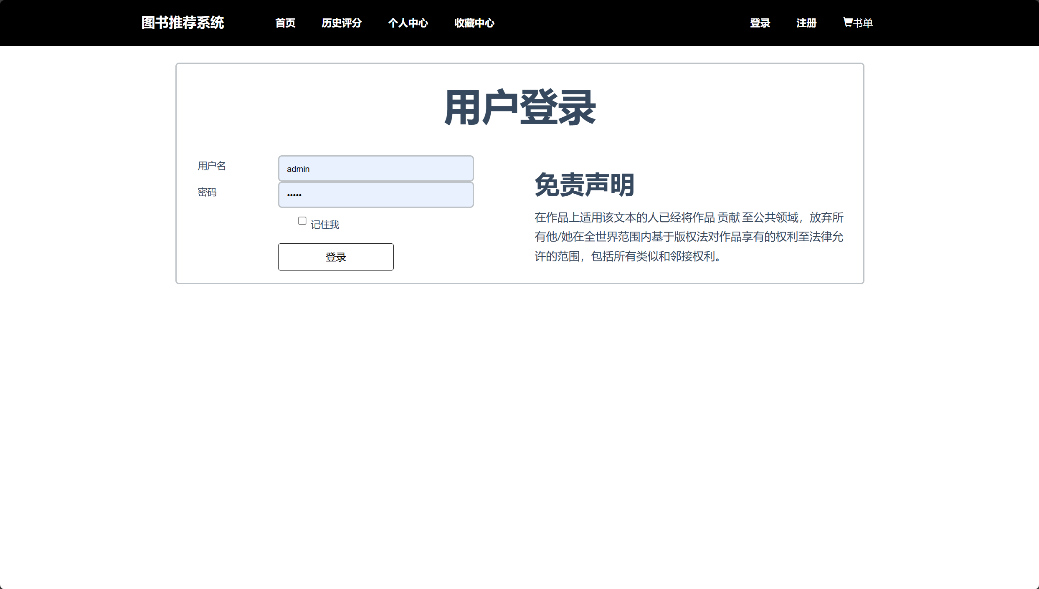 图书推荐系统 首页 历史评分 个人中心 收藏中心 登录 注册 书单
用户登录
用户名 admin
密码 •••••
记住我
登录
免责声明
在作品上适用该文本的人已经将作品 贡献 至公共领域，放弃所
有他/她在全世界范围内基于版权法对作品享有的权利至法律允
许的范围，包括所有类似和邻接权利。